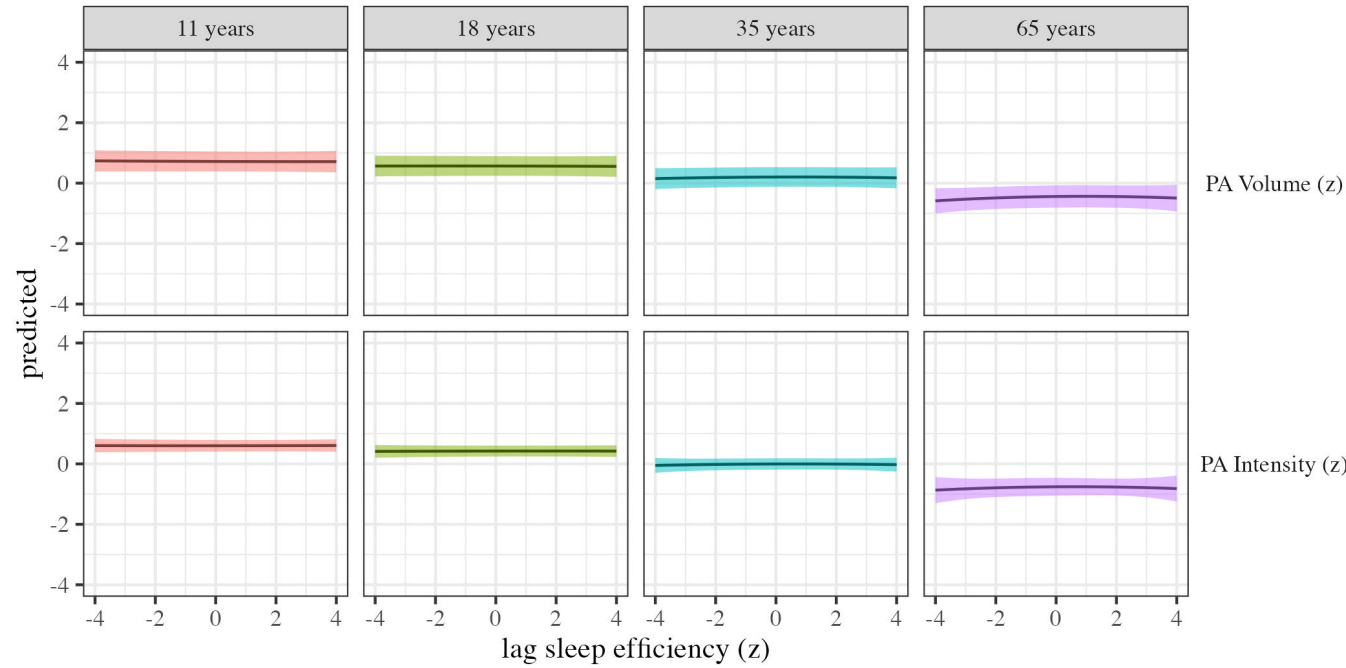 11 years 18 years 35 years 65 years
4
2
0
-2
-4
PA Volume (z)
predicted
4
2
0
-2
-4
PA Intensity (z)
-4 -2 0 2 4 -4 -2 0 2 4 -4 -2 0 2 4 -4 -2 0 2 4
lag sleep efficiency (z)